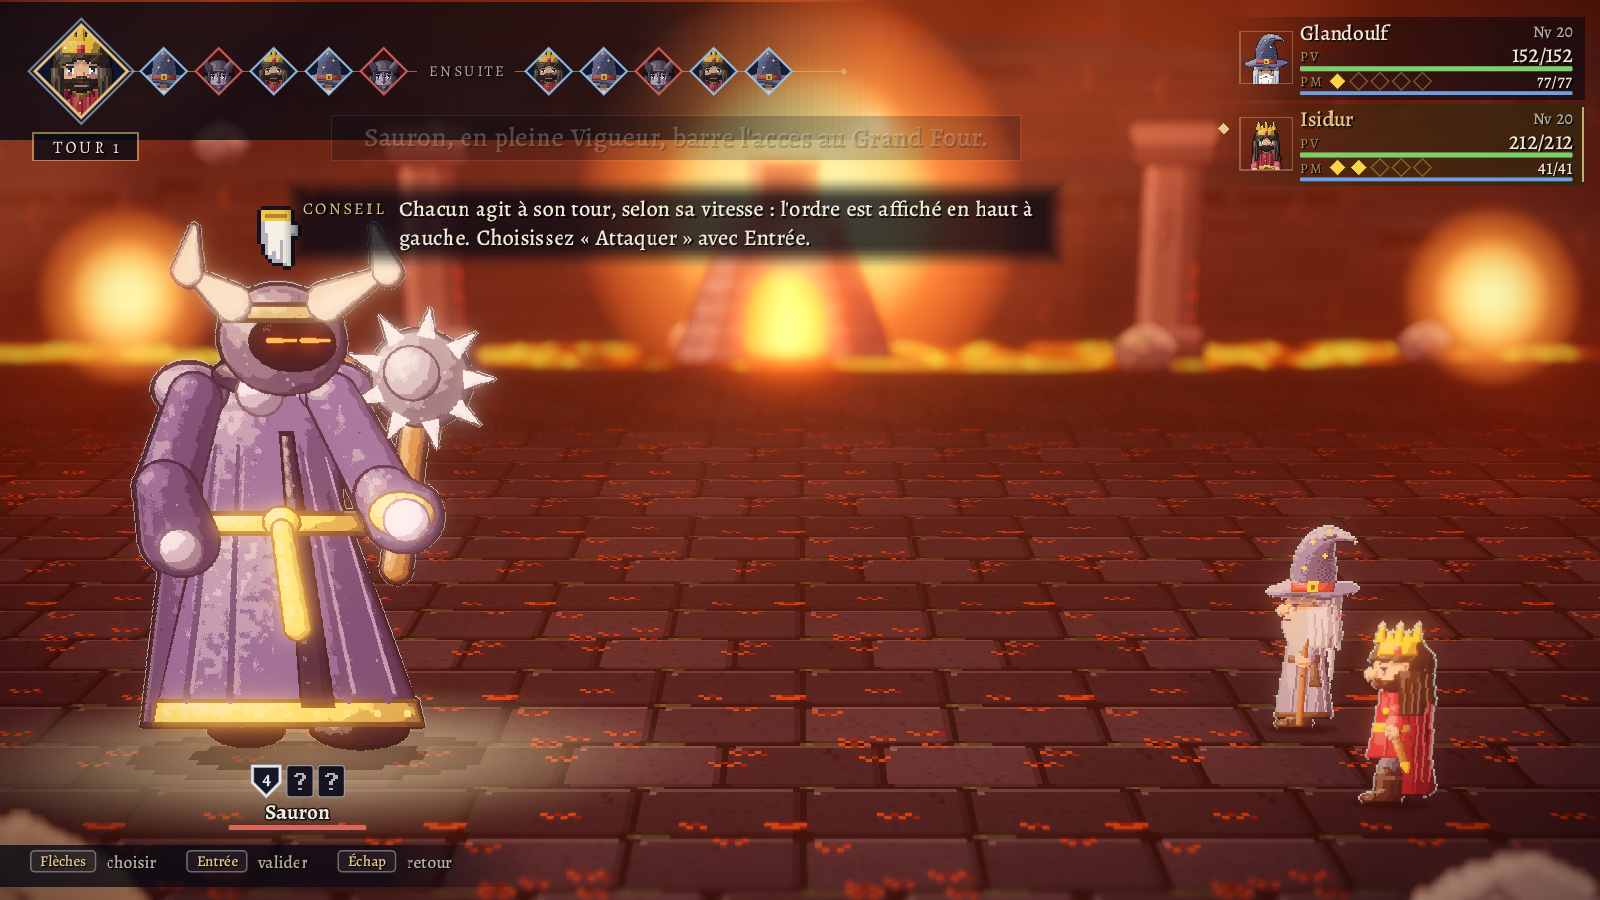 ENSUITE
TOUR 1
Sauron, en pleine Vigueur, barre l'accès au Grand Four.
CONSEIL Chacun agit à son tour, selon sa vitesse : l'ordre est affiché en haut à
gauche. Choisissez « Attaquer » avec Entrée.
Glandoulf Nv 20
PV 152/152
PM 77/77
Isidur Nv 20
PV 212/212
PM 41/41
4 ? ?
Sauron
Flèches choisir Entrée valider Échap retour